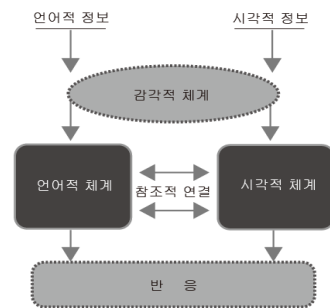 언어적 정보
시각적 정보
감각적 체계
언어적 체계
참조적 연결
시각적 체계
반 응